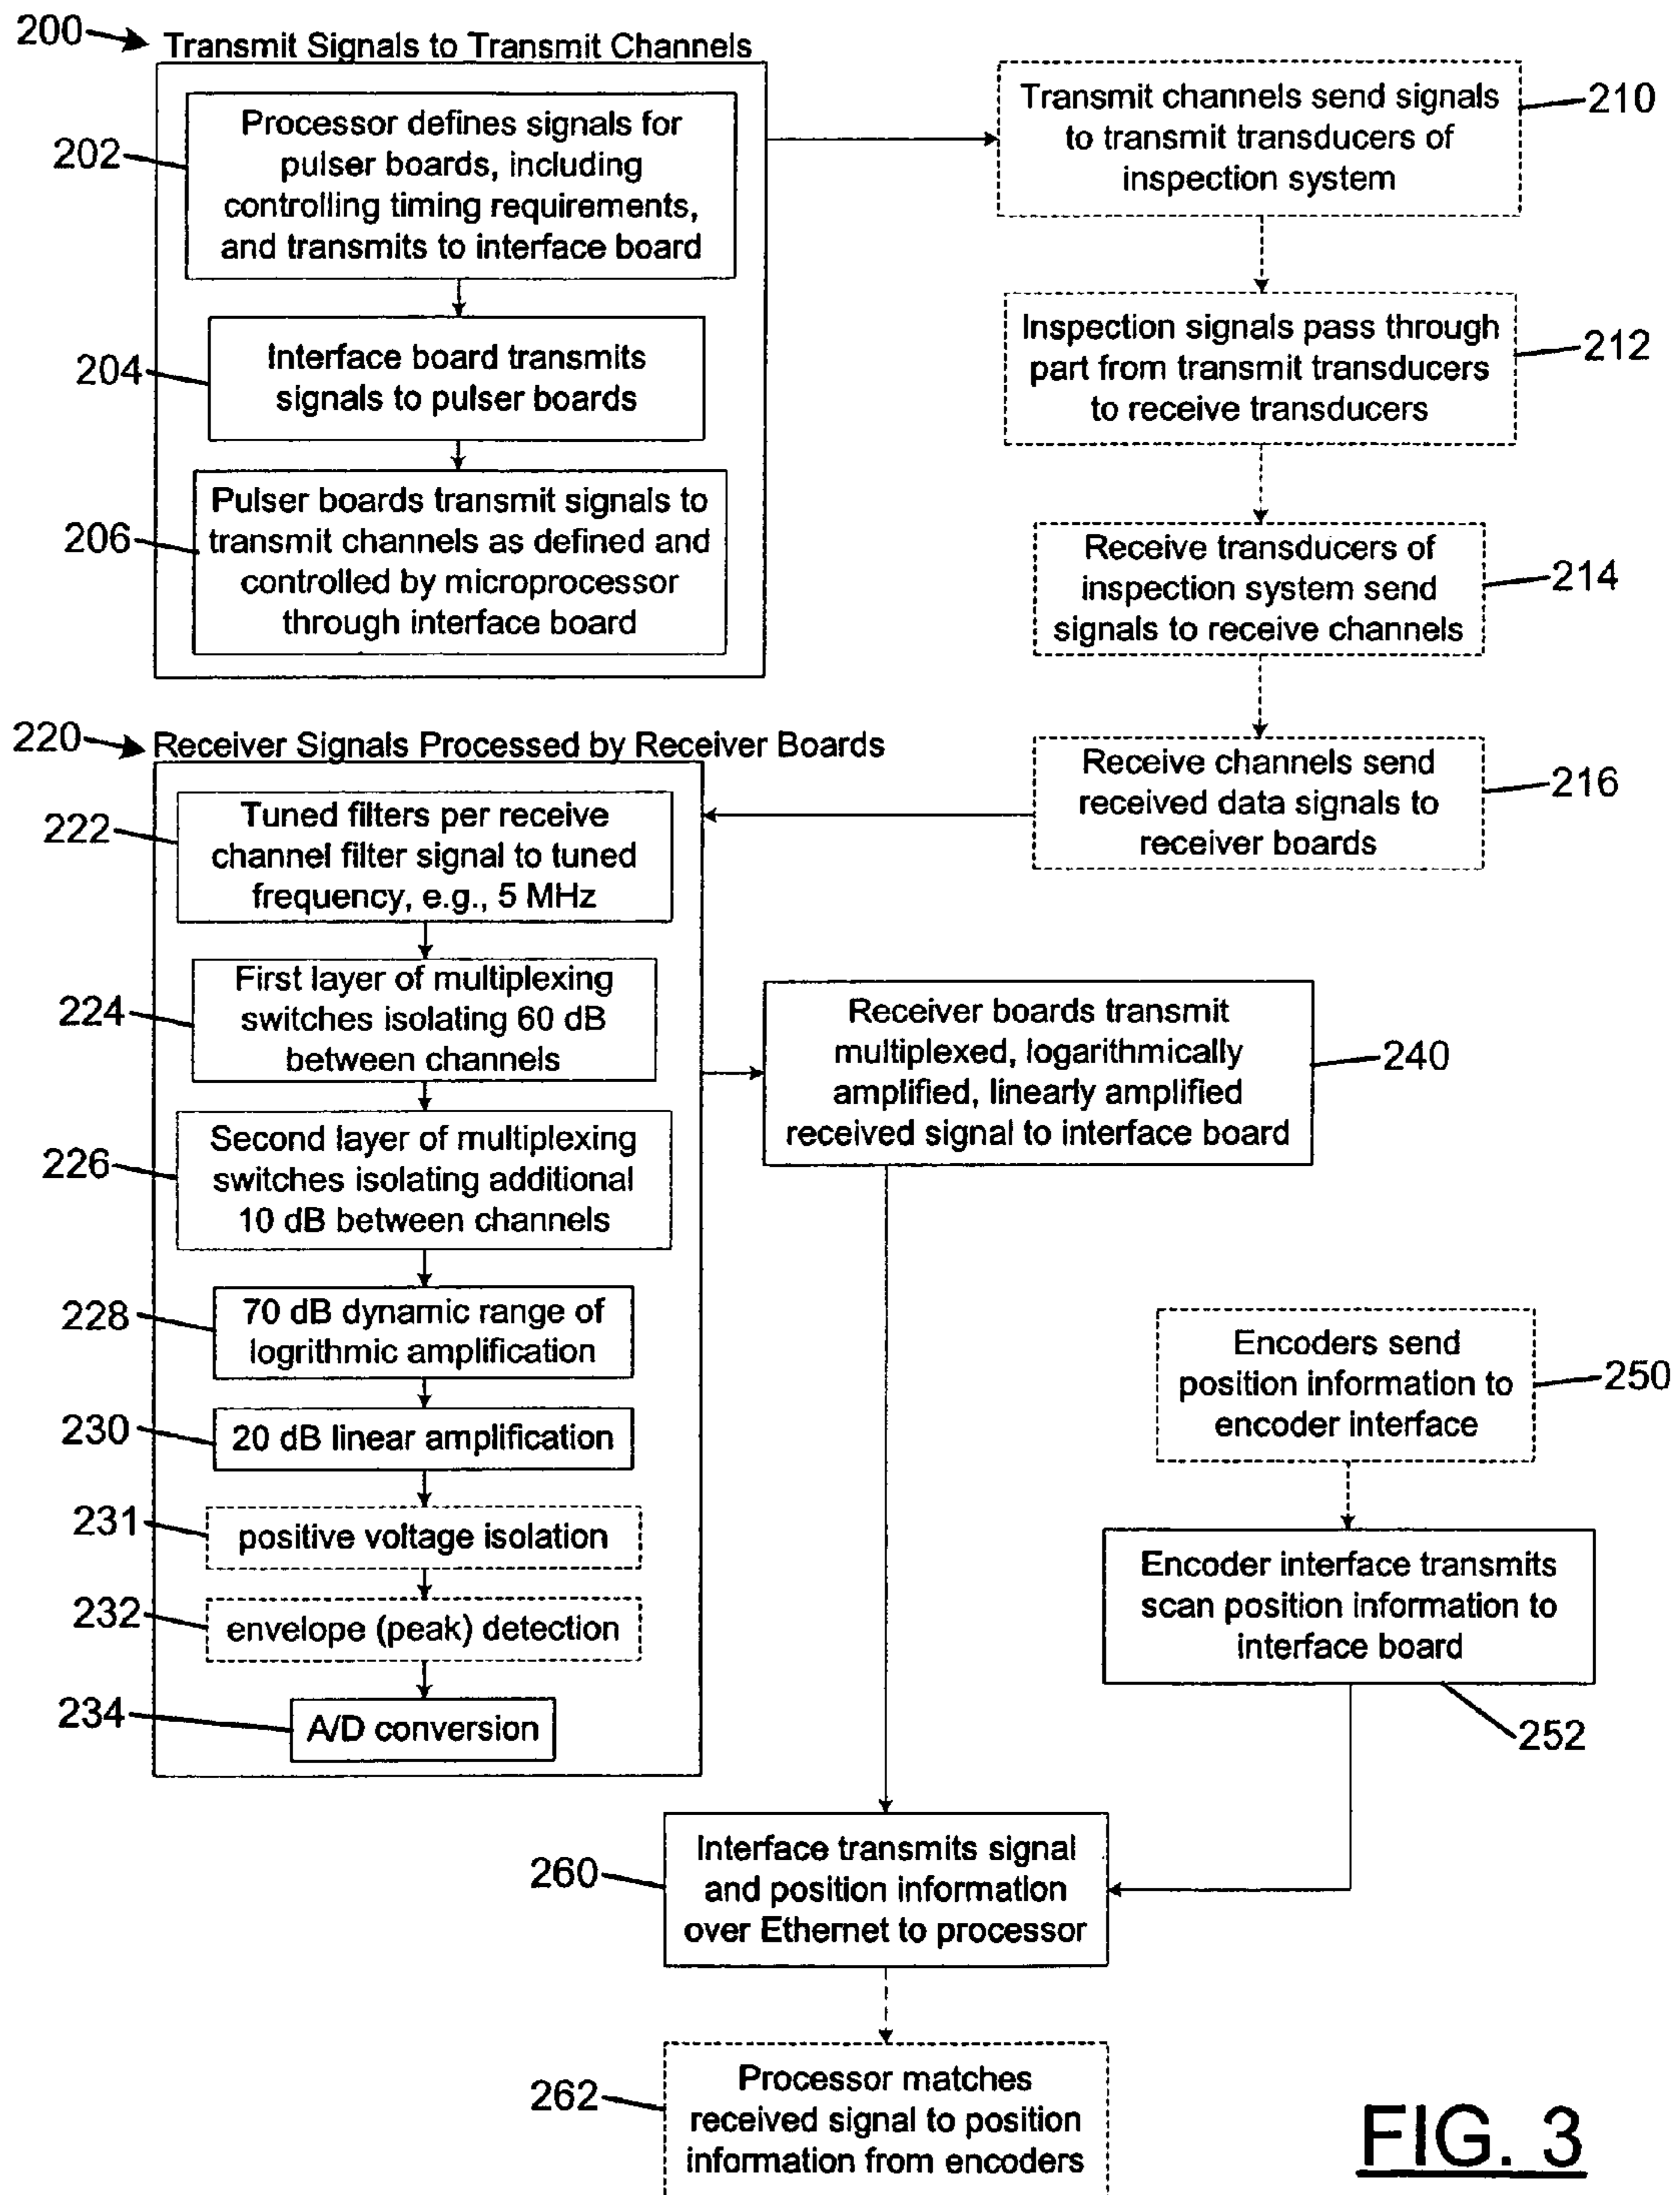 200
Transmit Signals to Transmit Channels
202
Processor defines signals for
pulser boards, including
controlling timing requirements,
and transmits to interface board
204
Interface board transmits
signals to pulser boards
206
Pulser boards transmit signals to
transmit channels as defined and
controlled by microprocessor
through interface board
Transmit channels send signals
to transmit transducers of
inspection system
210
Inspection signals pass through
part from transmit transducers
to receive transducers
212
Receive transducers of
inspection system send
signals to receive channels
214
Receive channels send
received data signals to
receiver boards
216
220
Receiver Signals Processed by Receiver Boards
222
Tuned filters per receive
channel filter signal to tuned
frequency, e.g., 5 MHz
224
First layer of multiplexing
switches isolating 60 dB
between channels
226
Second layer of multiplexing
switches isolating additional
10 dB between channels
228
70 dB dynamic range of
logrithmic amplification
230
20 dB linear amplification
231
positive voltage isolation
232
envelope (peak) detection
234
A/D conversion
Receiver boards transmit
multiplexed, logarithmically
amplified, linearly amplified
received signal to interface board
240
Encoders send
position information to
encoder interface
250
Encoder interface transmits
scan position information to
interface board
252
260
Interface transmits signal
and position information
over Ethernet to processor
262
Processor matches
received signal to position
information from encoders
FIG. 3